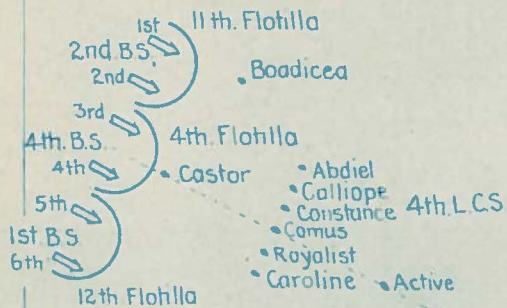 1st 11th. Flotilla
2nd B.S.
2nd
Boadicea
3rd
4th. B.S. 4th. Flotilla
4th Castor Abdiel
Calliope
5th Constance 4th. L.C.S
Comus
1st B S
Royalist
6th Caroline Active
12th Flotilla